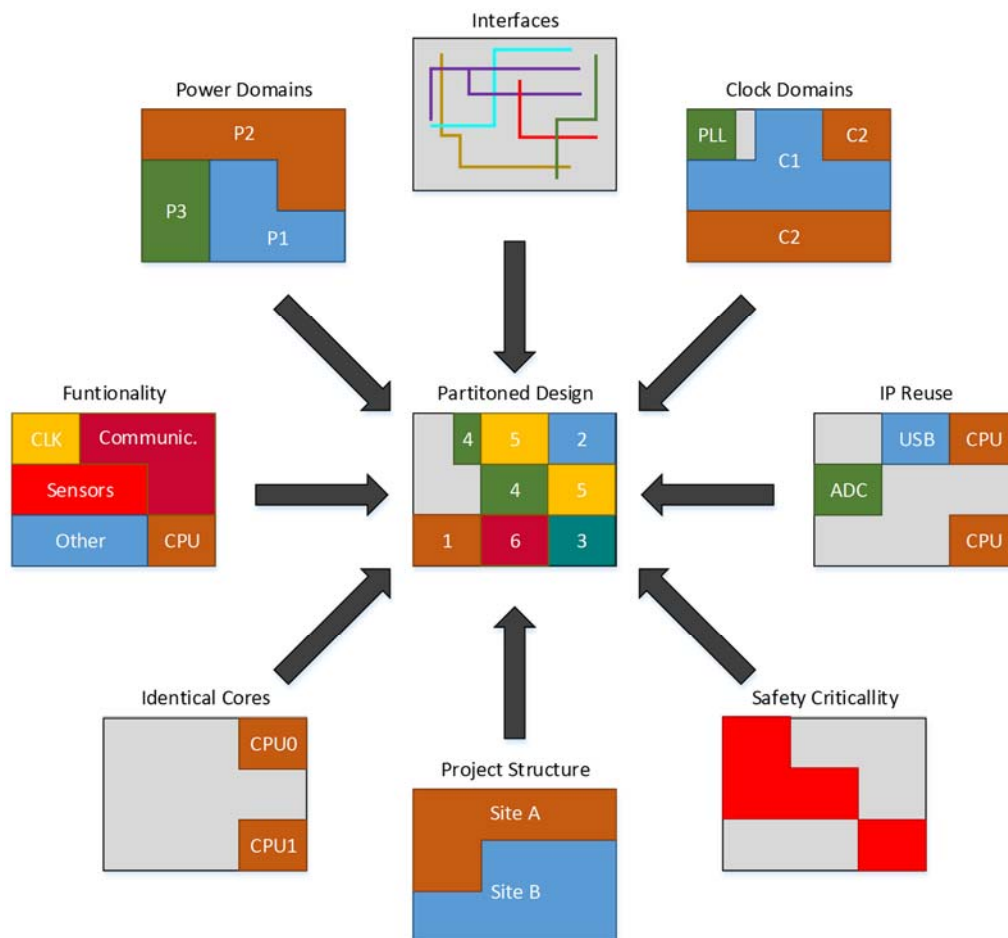 Interfaces
Power Domains
P2
P3
P1
Clock Domains
PLL
C1
C2
C2
Funtionality
CLK
Communic.
Sensors
Other
CPU
Partitoned Design
4
5
2
4
5
1
6
3
IP Reuse
USB
CPU
ADC
CPU
Identical Cores
CPU0
CPU1
Project Structure
Site A
Site B
Safety Criticallity